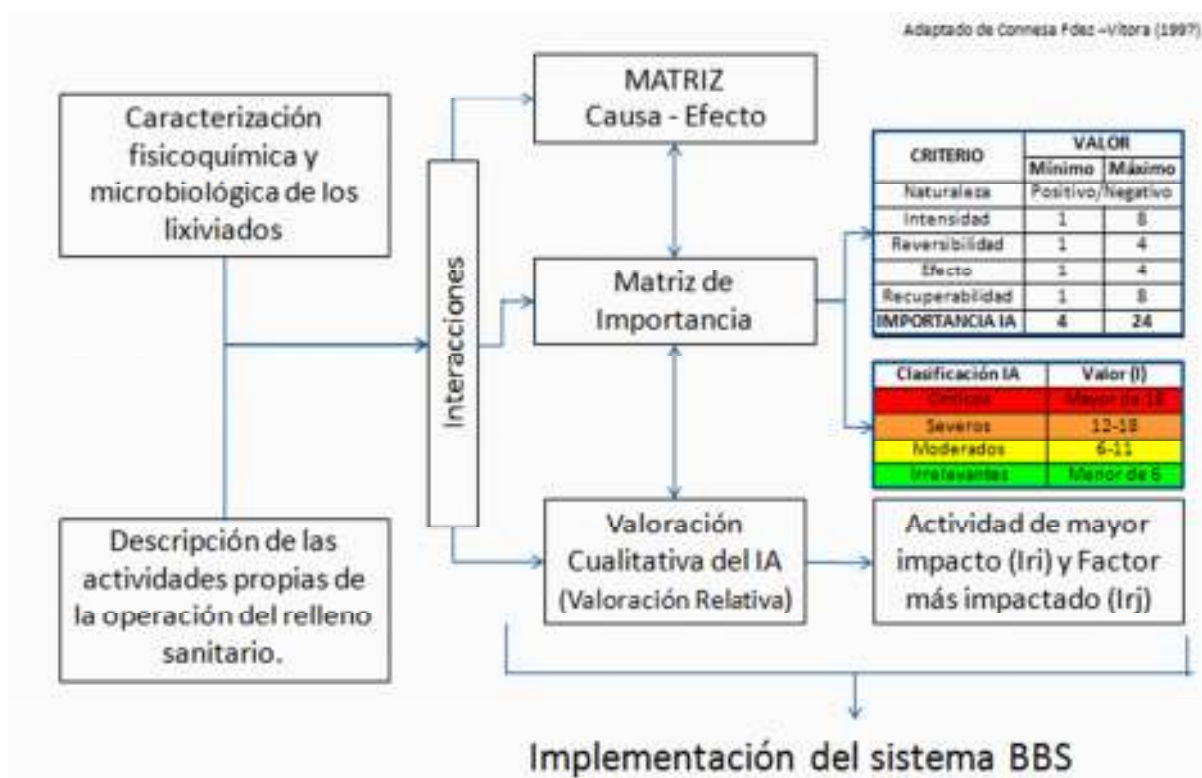 Adaptado de Connesa Fdez –Vitora (1997)
Caracterización
fisicoquímica y
microbiológica de los
lixiviados
Descripción de las
actividades propias de
la operación del relleno
sanitario.
Interacciones
MATRIZ
Causa - Efecto
Matriz de
Importancia
Valoración
Cualitativa del IA
(Valoración Relativa)
CRITERIO VALOR
Mínimo Máximo
Naturaleza Positivo/Negativo
Intensidad 1 8
Reversibilidad 1 4
Efecto 1 4
Recuperabilidad 1 8
IMPORTANCIA IA 4 24
Clasificación IA Valor (I)
Críticos Mayor de 18
Severos 12-18
Moderados 6-11
Irrelevantes Menor de 6
Actividad de mayor
impacto (Iri) y Factor
más impactado (Irj)
Implementación del sistema BBS